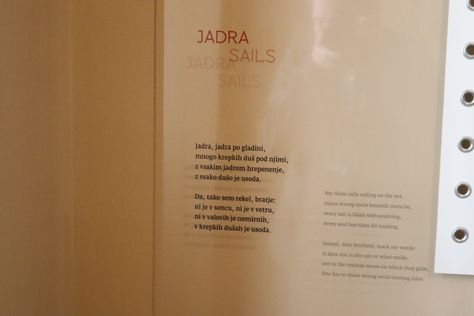 JADRA
SAILS
Jadra, jadra po gladini,
mnogo krepkih duš pod njimi,
z vsakim jadrom hrepenenje,
z vsako dušo je usoda.
Da, tako sem rekel, bratje:
ni je v soncu, ni je v vetru,
ni v valovih je nemirnih,
v krepkih dušah je usoda.
See those sails sailing on the sea,
many strong souls beneath them be,
every sail is filled with yearning,
every soul has tides for turning.
Indeed, dear brothers, mark my words:
it does not in the sun or wind reside,
not in the restless waves on which they glide,
fate lies in those strong souls turning tides.